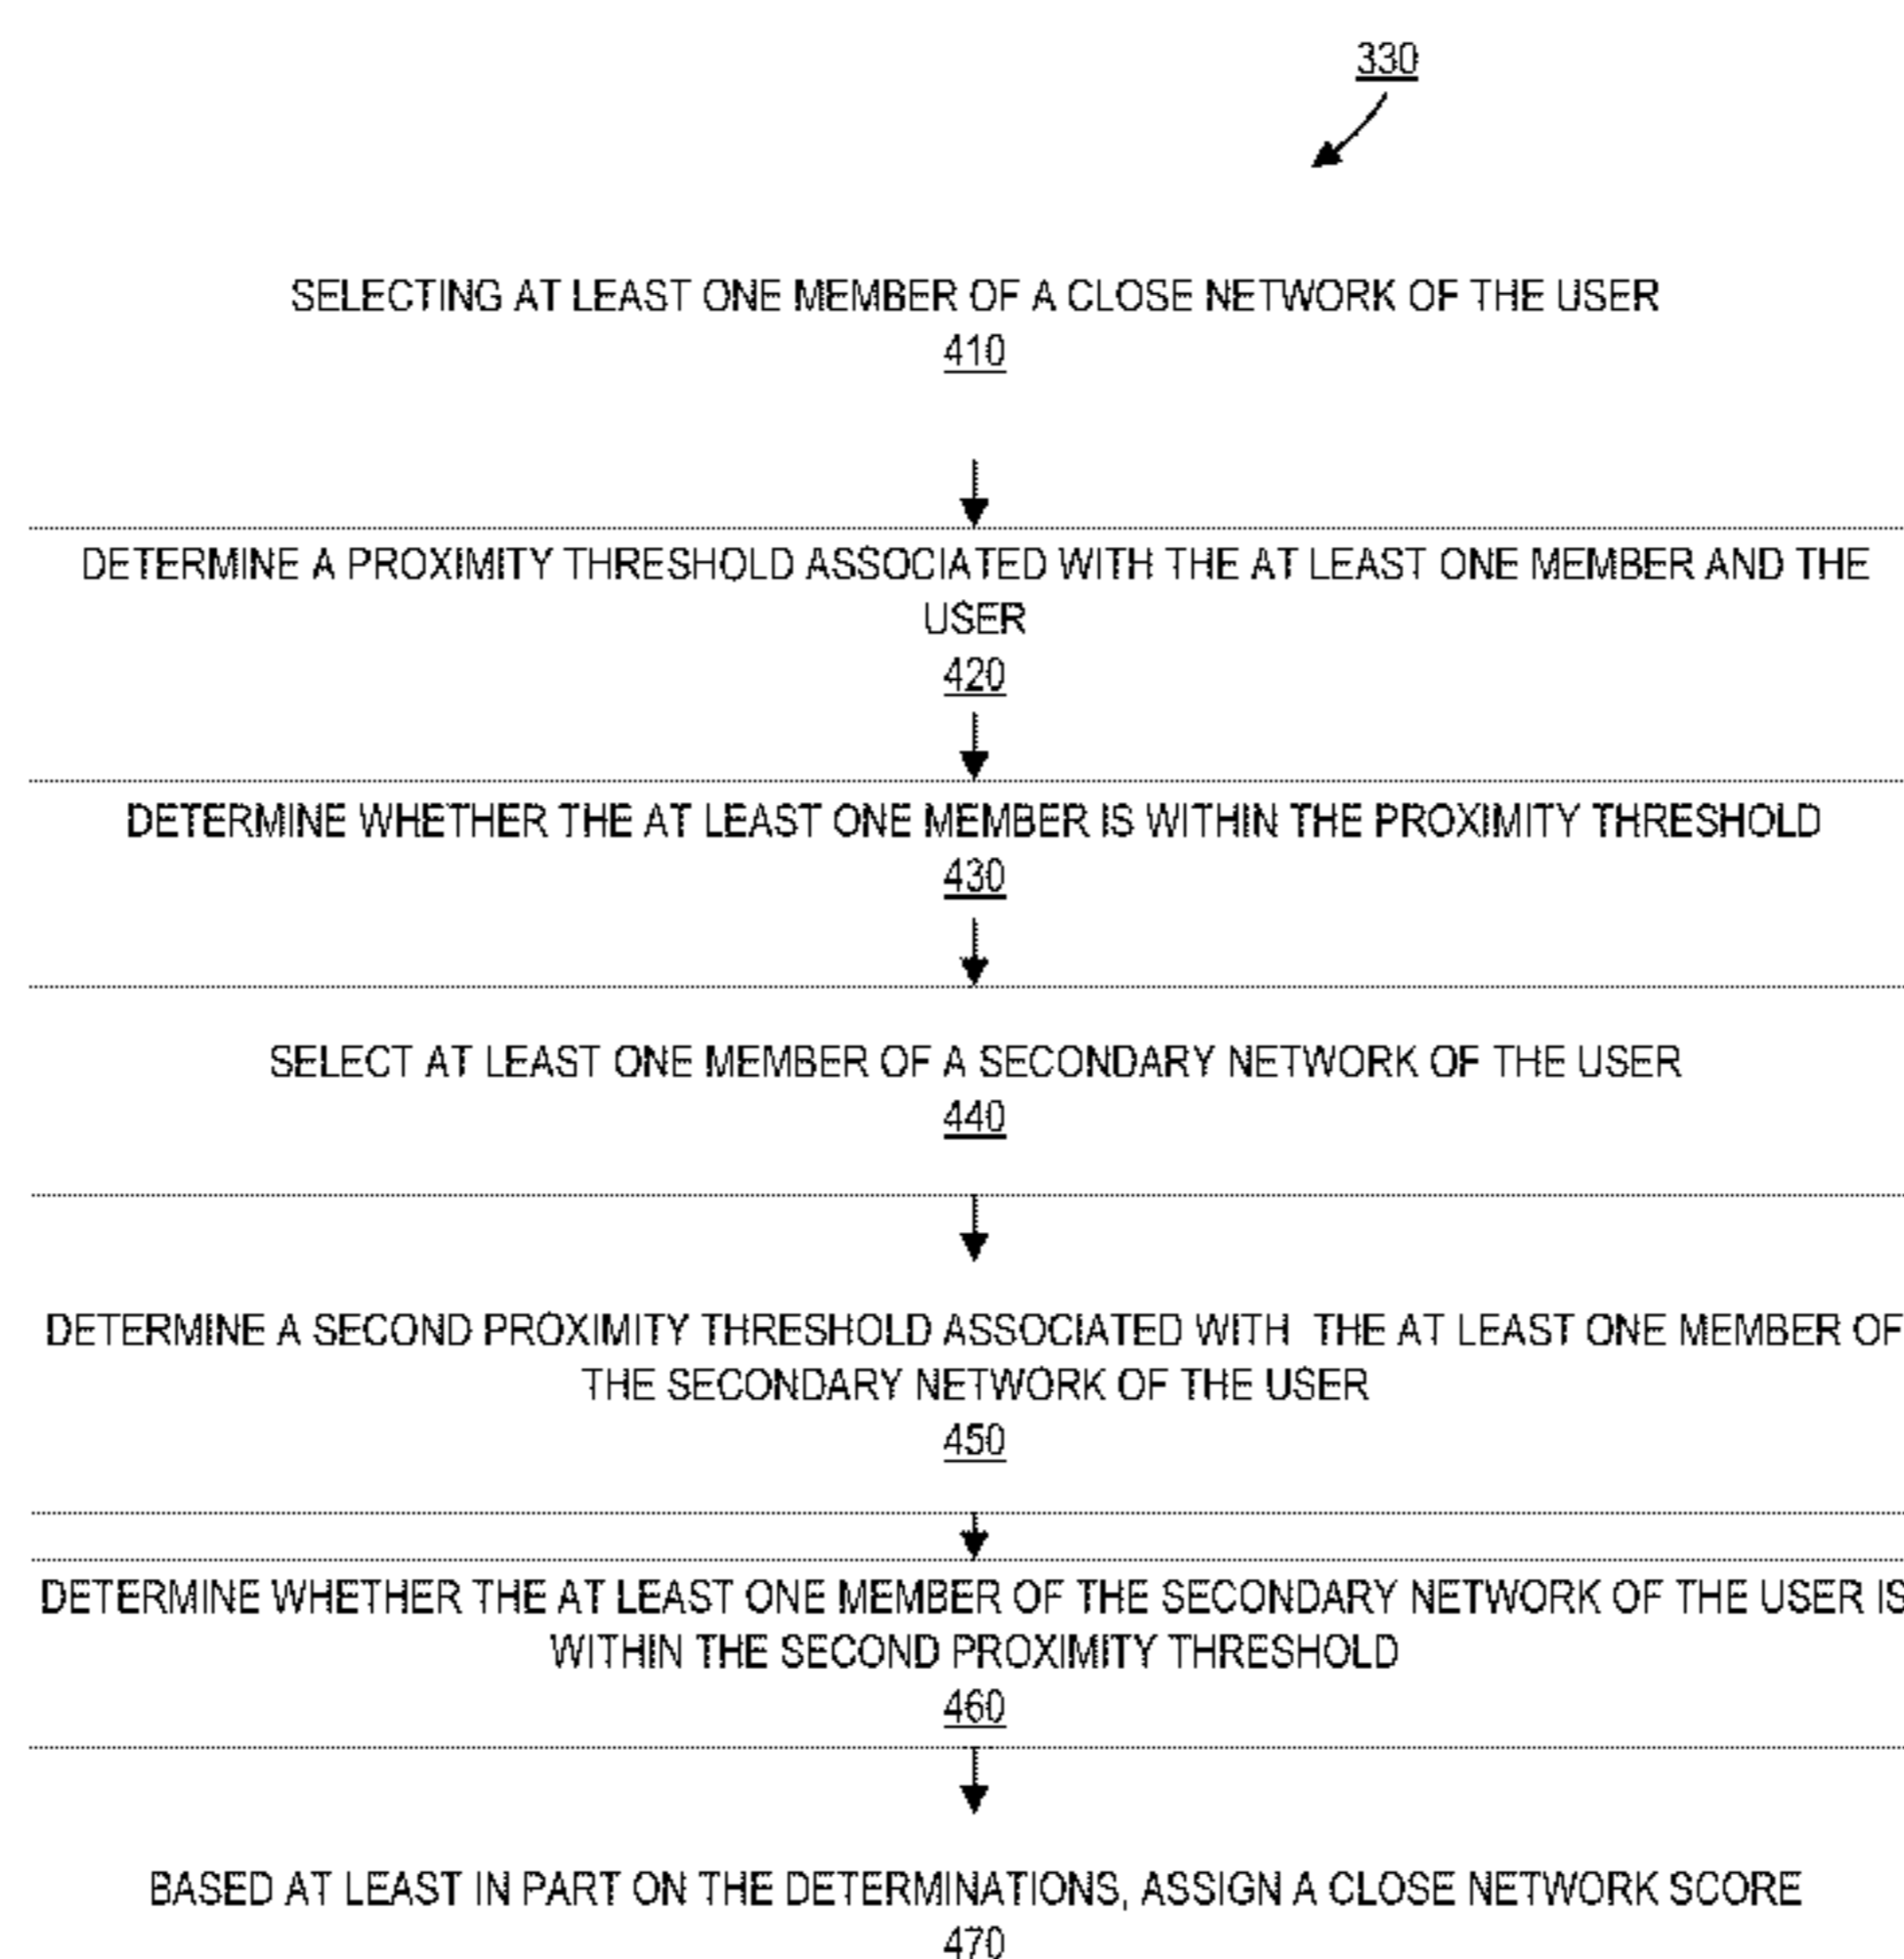 330
SELECTING AT LEAST ONE MEMBER OF A CLOSE NETWORK OF THE USER
410
DETERMINE A PROXIMITY THRESHOLD ASSOCIATED WITH THE AT LEAST ONE MEMBER AND THE
USER
420
DETERMINE WHETHER THE AT LEAST ONE MEMBER IS WITHIN THE PROXIMITY THRESHOLD
430
SELECT AT LEAST ONE MEMBER OF A SECONDARY NETWORK OF THE USER
440
DETERMINE A SECOND PROXIMITY THRESHOLD ASSOCIATED WITH THE AT LEAST ONE MEMBER OF
THE SECONDARY NETWORK OF THE USER
450
DETERMINE WHETHER THE AT LEAST ONE MEMBER OF THE SECONDARY NETWORK OF THE USER IS
WITHIN THE SECOND PROXIMITY THRESHOLD
460
BASED AT LEAST IN PART ON THE DETERMINATIONS, ASSIGN A CLOSE NETWORK SCORE
470